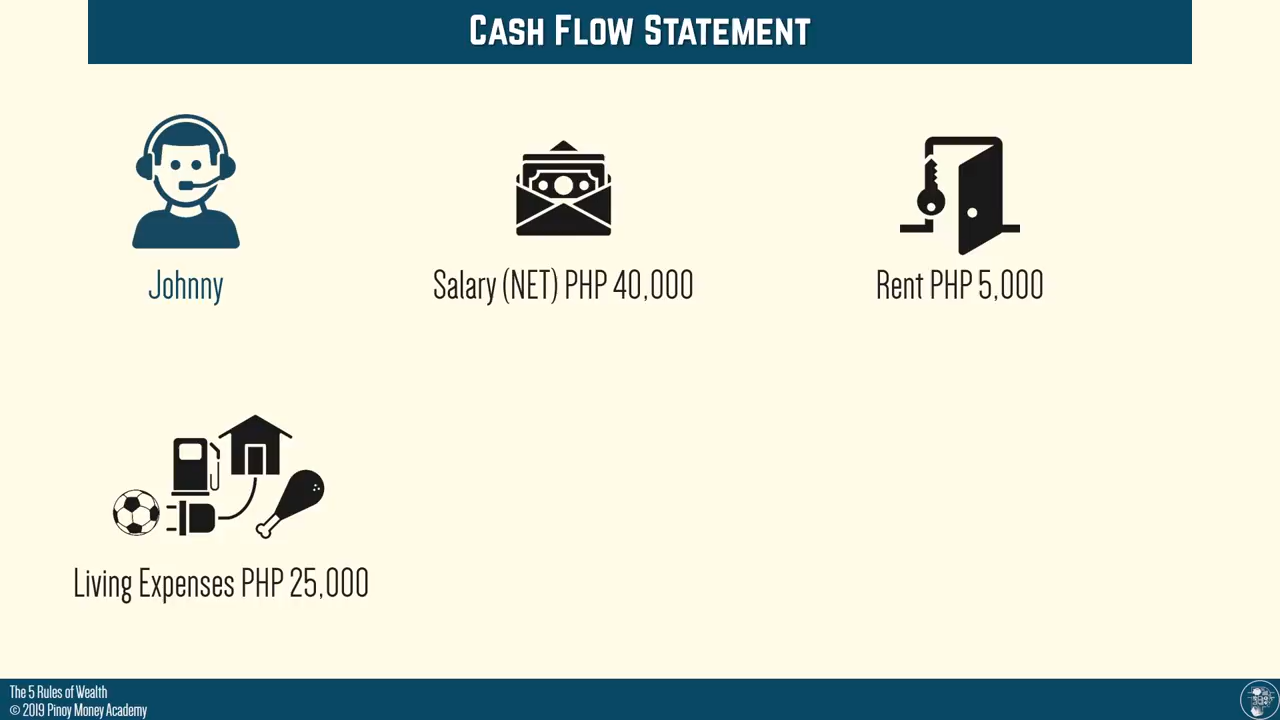 CASH FLOW STATEMENT
Johnny
Salary (NET) PHP 40,000
Rent PHP 5,000
Living Expenses PHP 25,000
The 5 Rules of Wealth
© 2019 Pinoy Money Academy